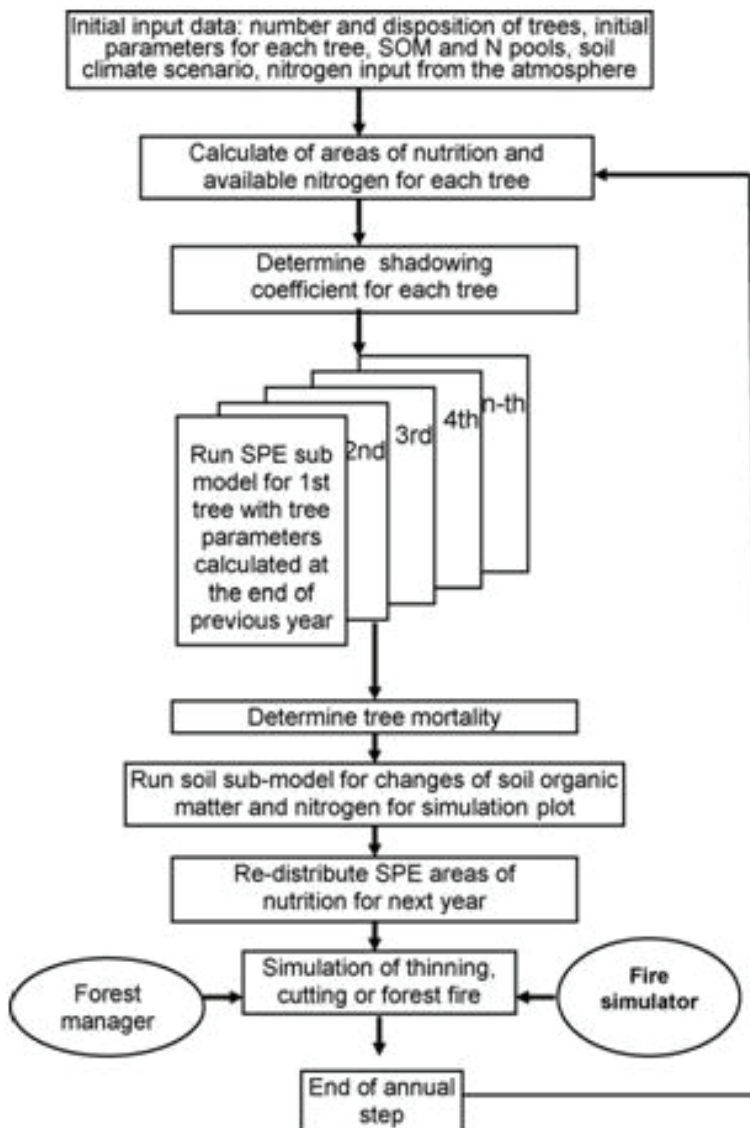 Initial input data: number and disposition of trees, initial
parameters for each tree, SOM and N pools, soil
climate scenario, nitrogen input from the atmosphere
Calculate of areas of nutrition and
available nitrogen for each tree
Determine shadowing
coefficient for each tree
n-th
4th
3rd
2nd
Run SPE sub
model for 1st
tree with tree
parameters
calculated at
the end of
previous year
Determine tree mortality
Run soil sub-model for changes of soil organic
matter and nitrogen for simulation plot
Re-distribute SPE areas of
nutrition for next year
Simulation of thinning,
cutting or forest fire
Forest
manager
Fire
simulator
End of annual
step